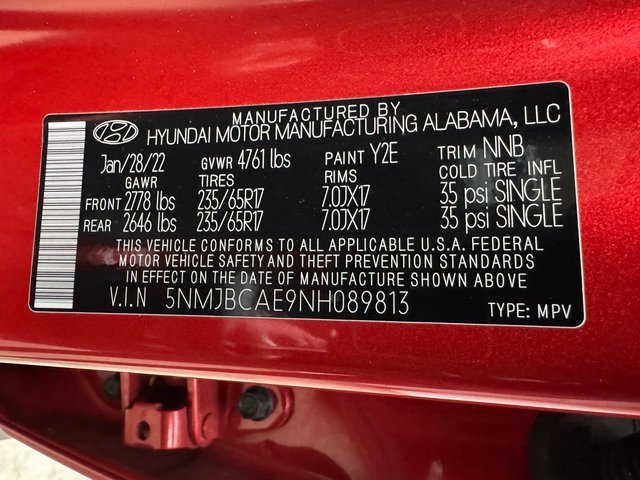 MANUFACTURED BY
HYUNDAI MOTOR MANUFACTURING ALABAMA, LLC
Jan/28/22 GVWR 4761 lbs PAINT Y2E TRIM NNB
GAWR TIRES RIMS COLD TIRE INFL
FRONT 2778 lbs 235/65R17 7.0JX17 35 psi SINGLE
REAR 2646 lbs 235/65R17 7.0JX17 35 psi SINGLE
THIS VEHICLE CONFORMS TO ALL APPLICABLE U.S.A. FEDERAL
MOTOR VEHICLE SAFETY AND THEFT PREVENTION STANDARDS
IN EFFECT ON THE DATE OF MANUFACTURE SHOWN ABOVE
V.I.N 5NMJBCAE9NH089813 TYPE: MPV